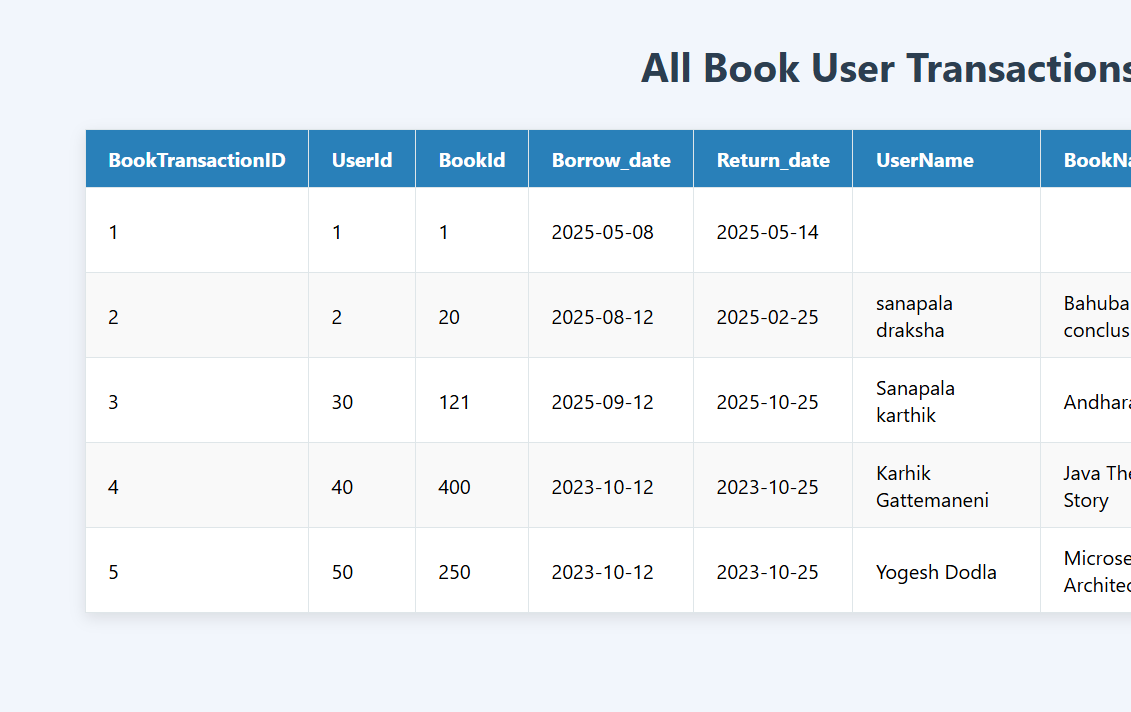 All Book User Transactions
BookTransactionID UserId BookId Borrow_date Return_date UserName BookNa
1 1 1 2025-05-08 2025-05-14
2 2 20 2025-08-12 2025-02-25 sanapala draksha Bahuba conclus
3 30 121 2025-09-12 2025-10-25 Sanapala karthik Andhara
4 40 400 2023-10-12 2023-10-25 Karhik Gattemaneni Java The Story
5 50 250 2023-10-12 2023-10-25 Yogesh Dodla Microse Architec